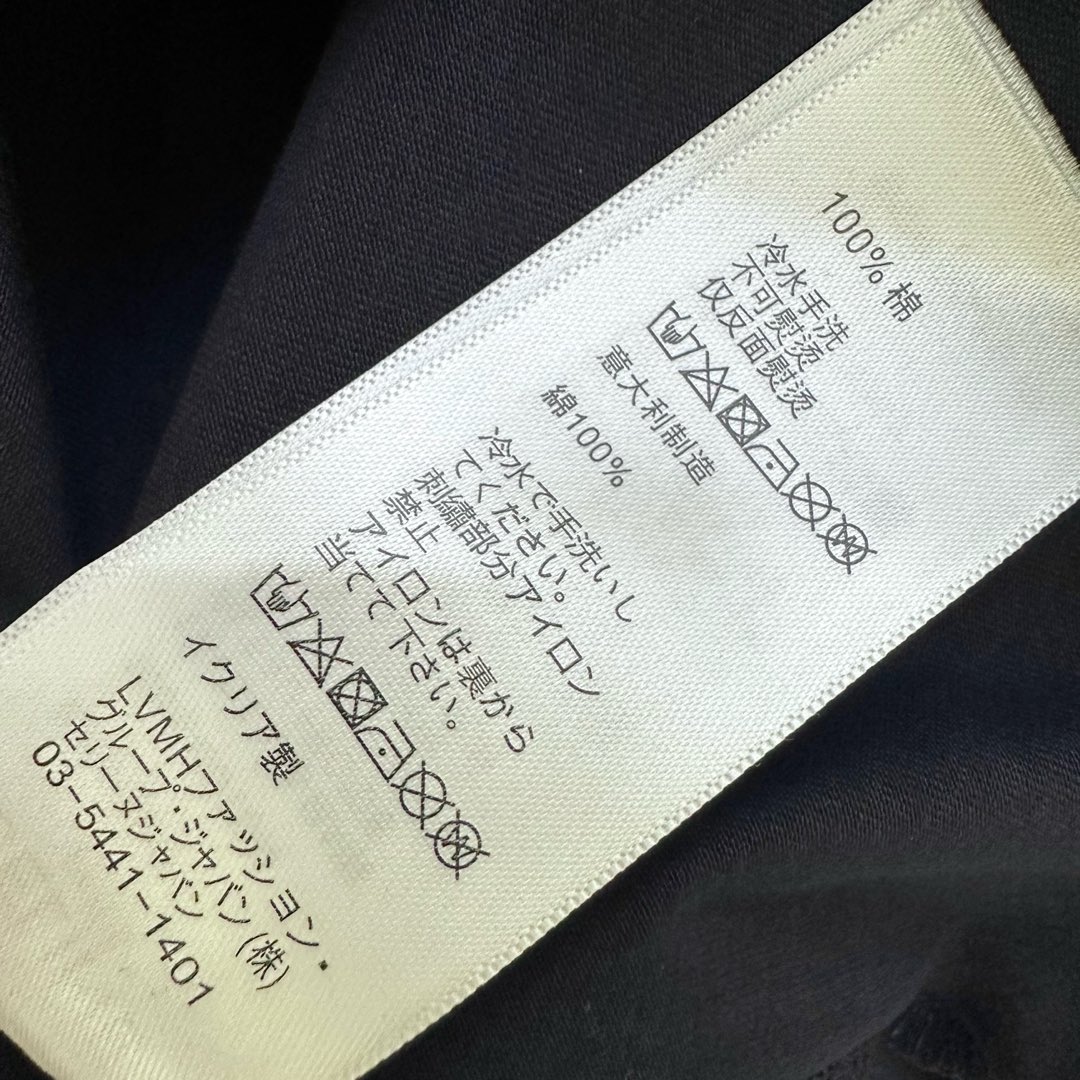 100% 棉
冷水手洗
不可熨烫
仅反面熨烫
意大利制造
綿100%
冷水で手洗いし
てください。
刺繡部分アイロン
禁止
アイロンは裏から
当てて下さい。
イクリア製
LVMHファッション・
グループ・ジャパン (株)
セリーヌジャパン
03-5441-1401